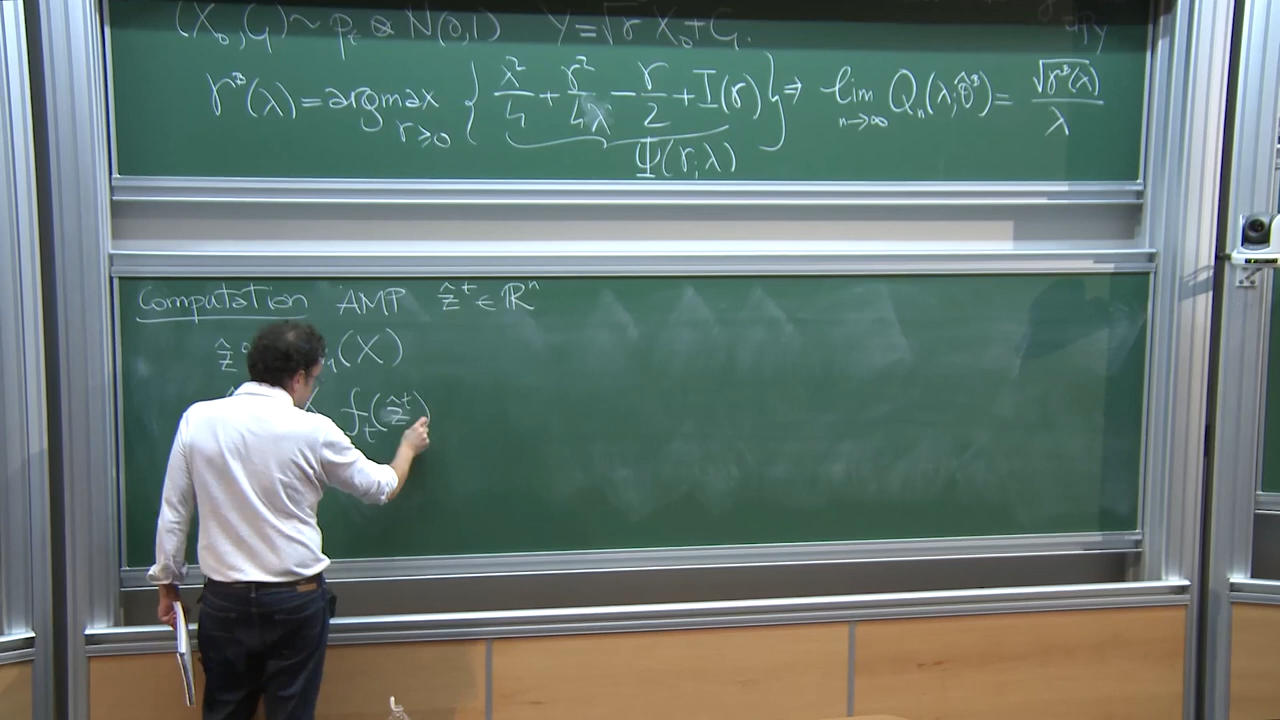 (X₀, G) ~ p_t ⊗ N(0,1) Y = √r X₀ + G.
r*(λ) = argmax_{r≥0} { λ²/4 + r²/4λ - r/2 + I(r) } ⇒ lim_{n→∞} Q_n(λ; θ̂*) = √r*(λ) / λ
Ψ(r; λ)
Computation AMP ẑᵗ ∈ ℝⁿ
ẑ⁰ (X)
f_t(ẑᵗ)